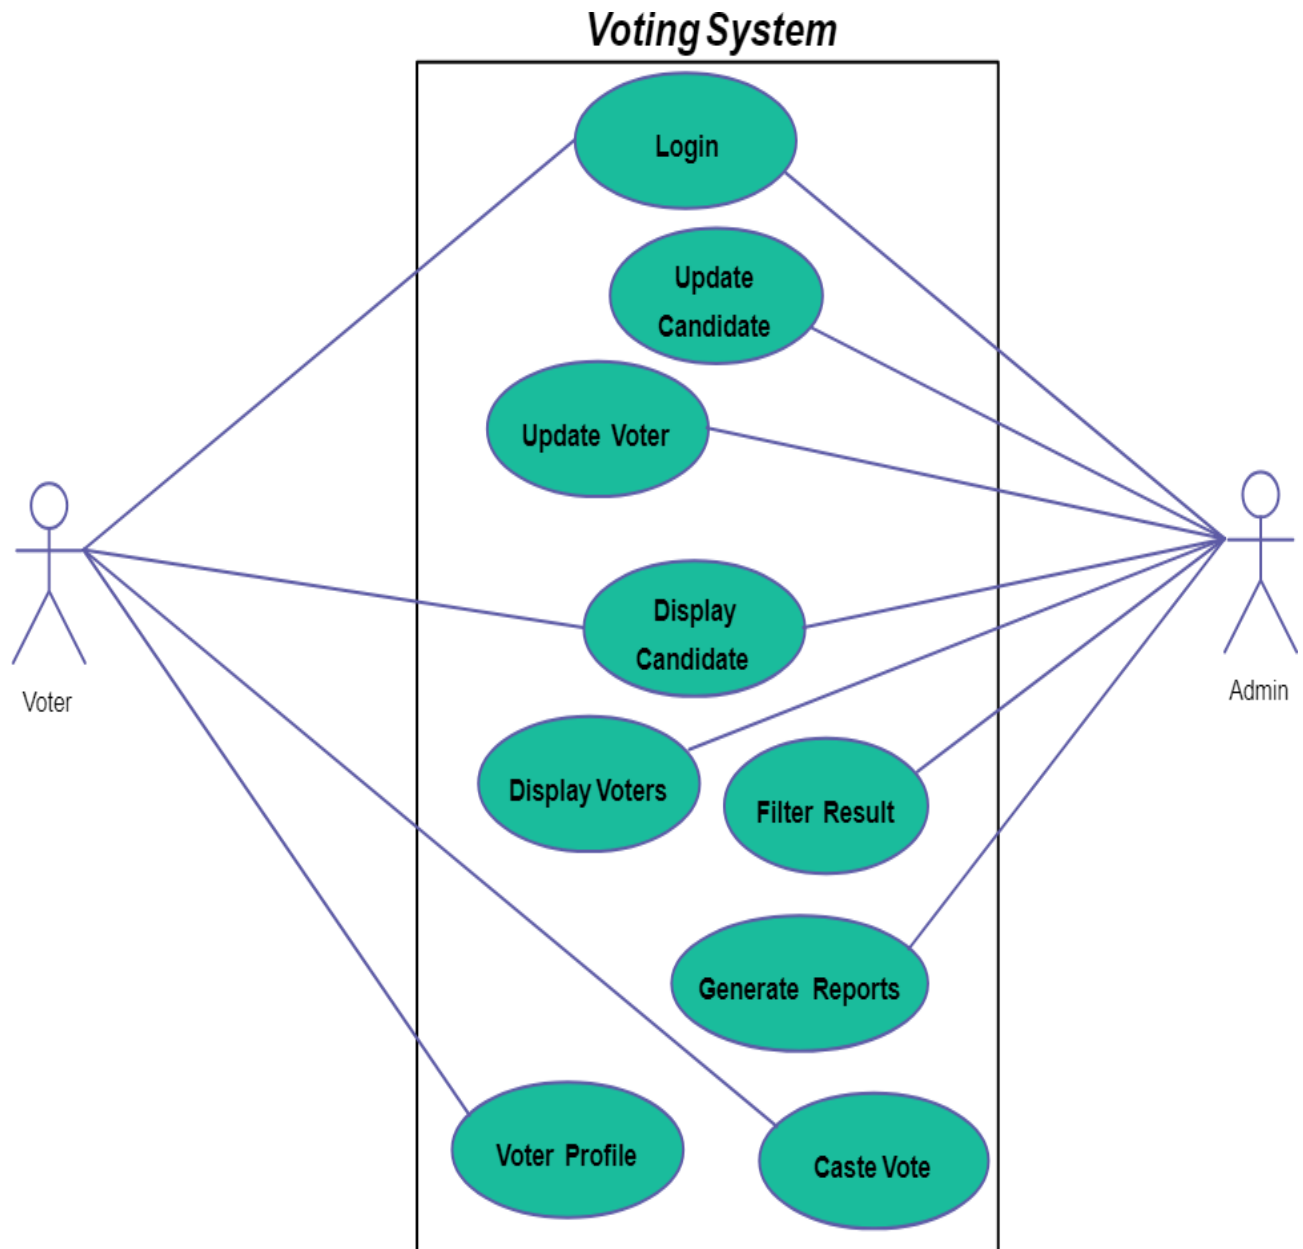 Voting System
Login
Update
Candidate
Update Voter
Display
Candidate
Voter
Admin
Display Voters
Filter Result
Generate Reports
Voter Profile
Caste Vote